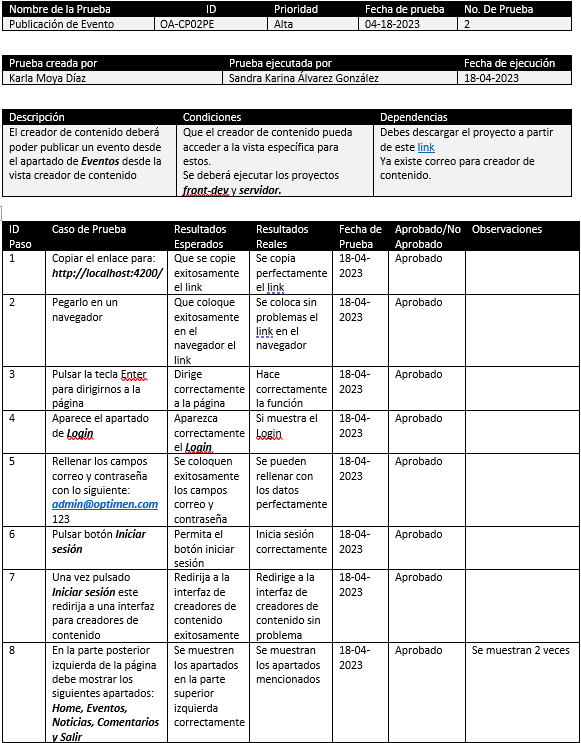 Nombre de la Prueba ID Prioridad Fecha de prueba No. De Prueba
Publicación de Evento OA-CP02PE Alta 04-18-2023 2
Prueba creada por Prueba ejecutada por Fecha de ejecución
Karla Moya Díaz Sandra Karina Álvarez González 18-04-2023
Descripción Condiciones Dependencias
El creador de contenido deberá Que el creador de contenido pueda Debes descargar el proyecto a partir
poder publicar un evento desde acceder a la vista específica para de este link
el apartado de Eventos desde la estos. Ya existe correo para creador de
vista creador de contenido Se deberá ejecutar los proyectos contenido.
front-dev y servidor.
ID Caso de Prueba Resultados Resultados Fecha de Aprobado/No Observaciones
Paso Esperados Reales Prueba Aprobado
1 Copiar el enlace para: Que se copie Se copia 18-04- Aprobado
http://localhost:4200/ exitosamente perfectamente 2023
el link el link
2 Pegarlo en un Que coloque Se coloca sin 18-04- Aprobado
navegador exitosamente problemas el 2023
en el link en el
navegador el navegador
link
3 Pulsar la tecla Enter Dirige Hace 18-04- Aprobado
para dirigirnos a la correctamente correctamente 2023
página a la página la función
4 Aparece el apartado Aparezca Si muestra el 18-04- Aprobado
de Login correctamente Login 2023
el Login
5 Rellenar los campos Se coloquen Se pueden 18-04- Aprobado
correo y contraseña exitosamente rellenar con 2023
con lo siguiente: los campos los datos
admin@optimen.com correo y perfectamente
123 contraseña
6 Pulsar botón Iniciar Permita el Inicia sesión 18-04- Aprobado
sesión botón iniciar correctamente 2023
sesión
7 Una vez pulsado Redirija a la Redirige a la 18-04- Aprobado
Iniciar sesión este interfaz de interfaz de 2023
redirija a una interfaz creadores de creadores de
para creadores de contenido contenido sin
contenido exitosamente problema
8 En la parte posterior Se muestren Se muestran 18-04- Aprobado Se muestran 2 veces
izquierda de la página los apartados los apartados 2023
debe mostrar los en la parte mencionados
siguientes apartados: superior
Home, Eventos, izquierda
Noticias, Comentarios correctamente
y Salir